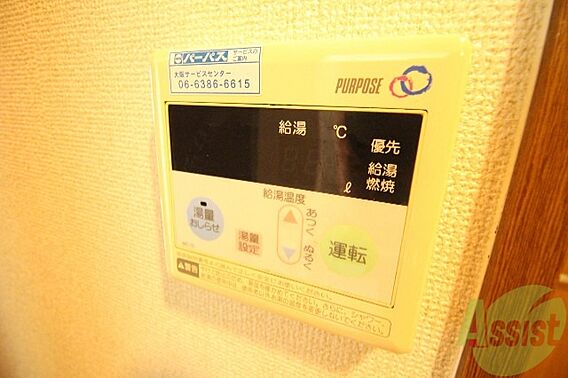 パーパス サービスのご案内
大阪サービスセンター
06-6386-6615
PURPOSE
給湯 ℃ 優先
給湯
ℓ 燃焼
給湯温度
湯量
おしらせ
湯量
設定
あつく
ぬるく
運転
▲警告
Assist